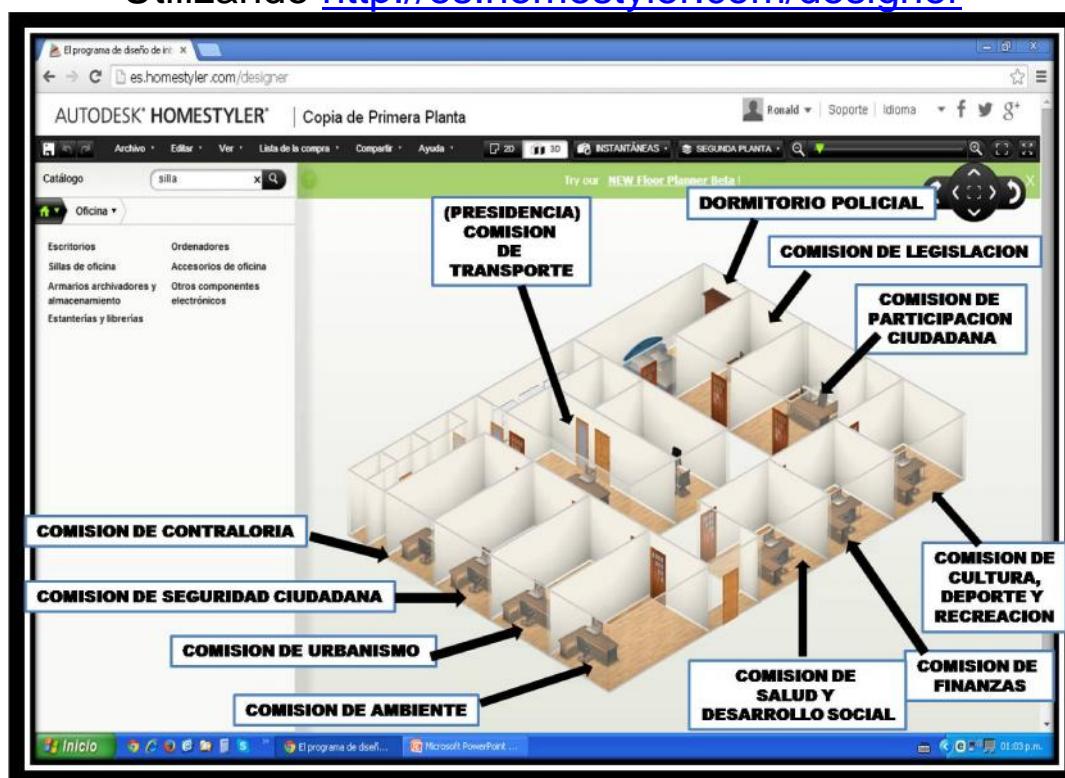 Utilizando http://es.homestyler.com/designer
El programa de diseño de int
es.homestyler.com/designer
AUTODESK® HOMESTYLER® | Copia de Primera Planta
Ronald | Soporte | Idioma
Archivo Editar Ver Lista de la compra Compartir Ayuda 2D 3D INSTANTÁNEAS SEGUNDA PLANTA
Catálogo silla x
Try our NEW Floor Planner Beta ! X
Oficina
Escritorios Ordenadores
Sillas de oficina Accesorios de oficina
Armarios archivadores y almacenamiento
Otros componentes electrónicos
Estanterías y librerías
(PRESIDENCIA)
COMISION
DE
TRANSPORTE
DORMITORIO POLICIAL
COMISION DE LEGISLACION
COMISION DE
PARTICIPACION
CIUDADANA
COMISION DE CONTRALORIA
COMISION DE SEGURIDAD CIUDADANA
COMISION DE URBANISMO
COMISION DE AMBIENTE
COMISION DE
SALUD Y
DESARROLLO SOCIAL
COMISION DE
FINANZAS
COMISION DE
CULTURA,
DEPORTE Y
RECREACION
Inicio
El programa de diseñ...
Microsoft PowerPoint ...
01:03 p.m.